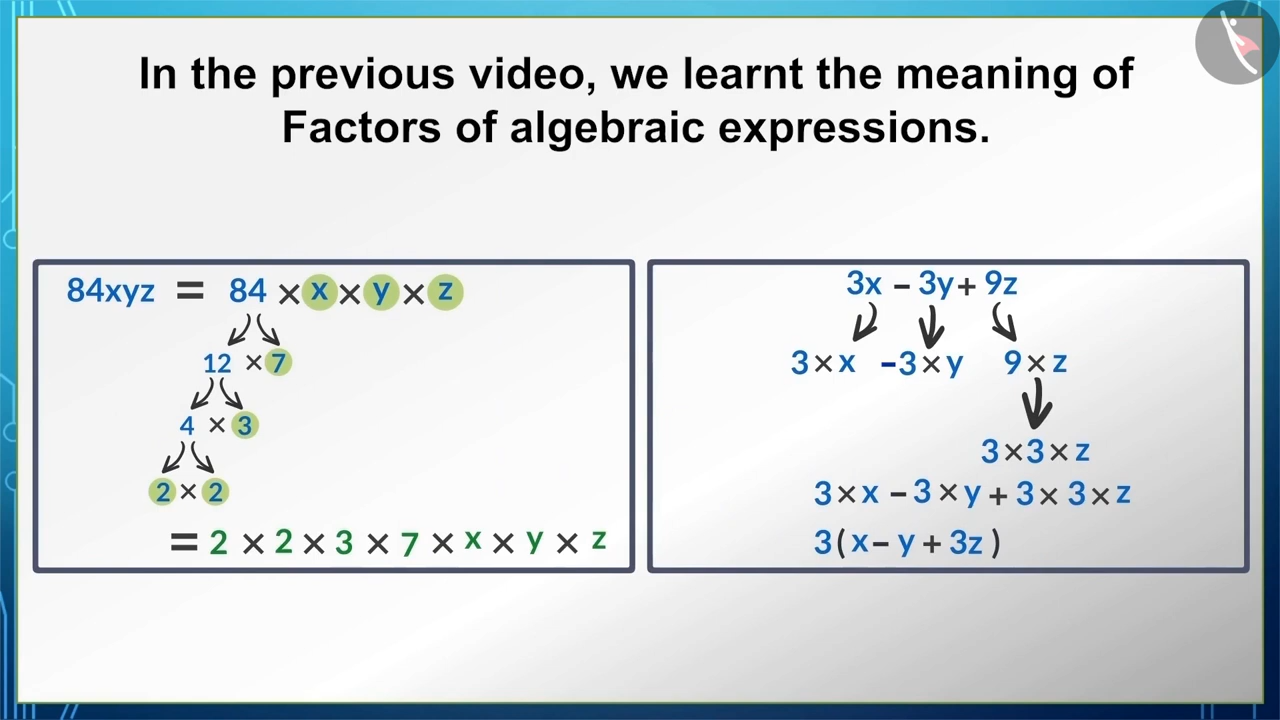 In the previous video, we learnt the meaning of
Factors of algebraic expressions.
84xyz = 84 × x × y × z
12 × 7
4 × 3
2 × 2
= 2 × 2 × 3 × 7 × x × y × z
3x – 3y + 9z
3 × x –3 × y 9 × z
3 × 3 × z
3 × x – 3 × y + 3 × 3 × z
3 ( x – y + 3z )